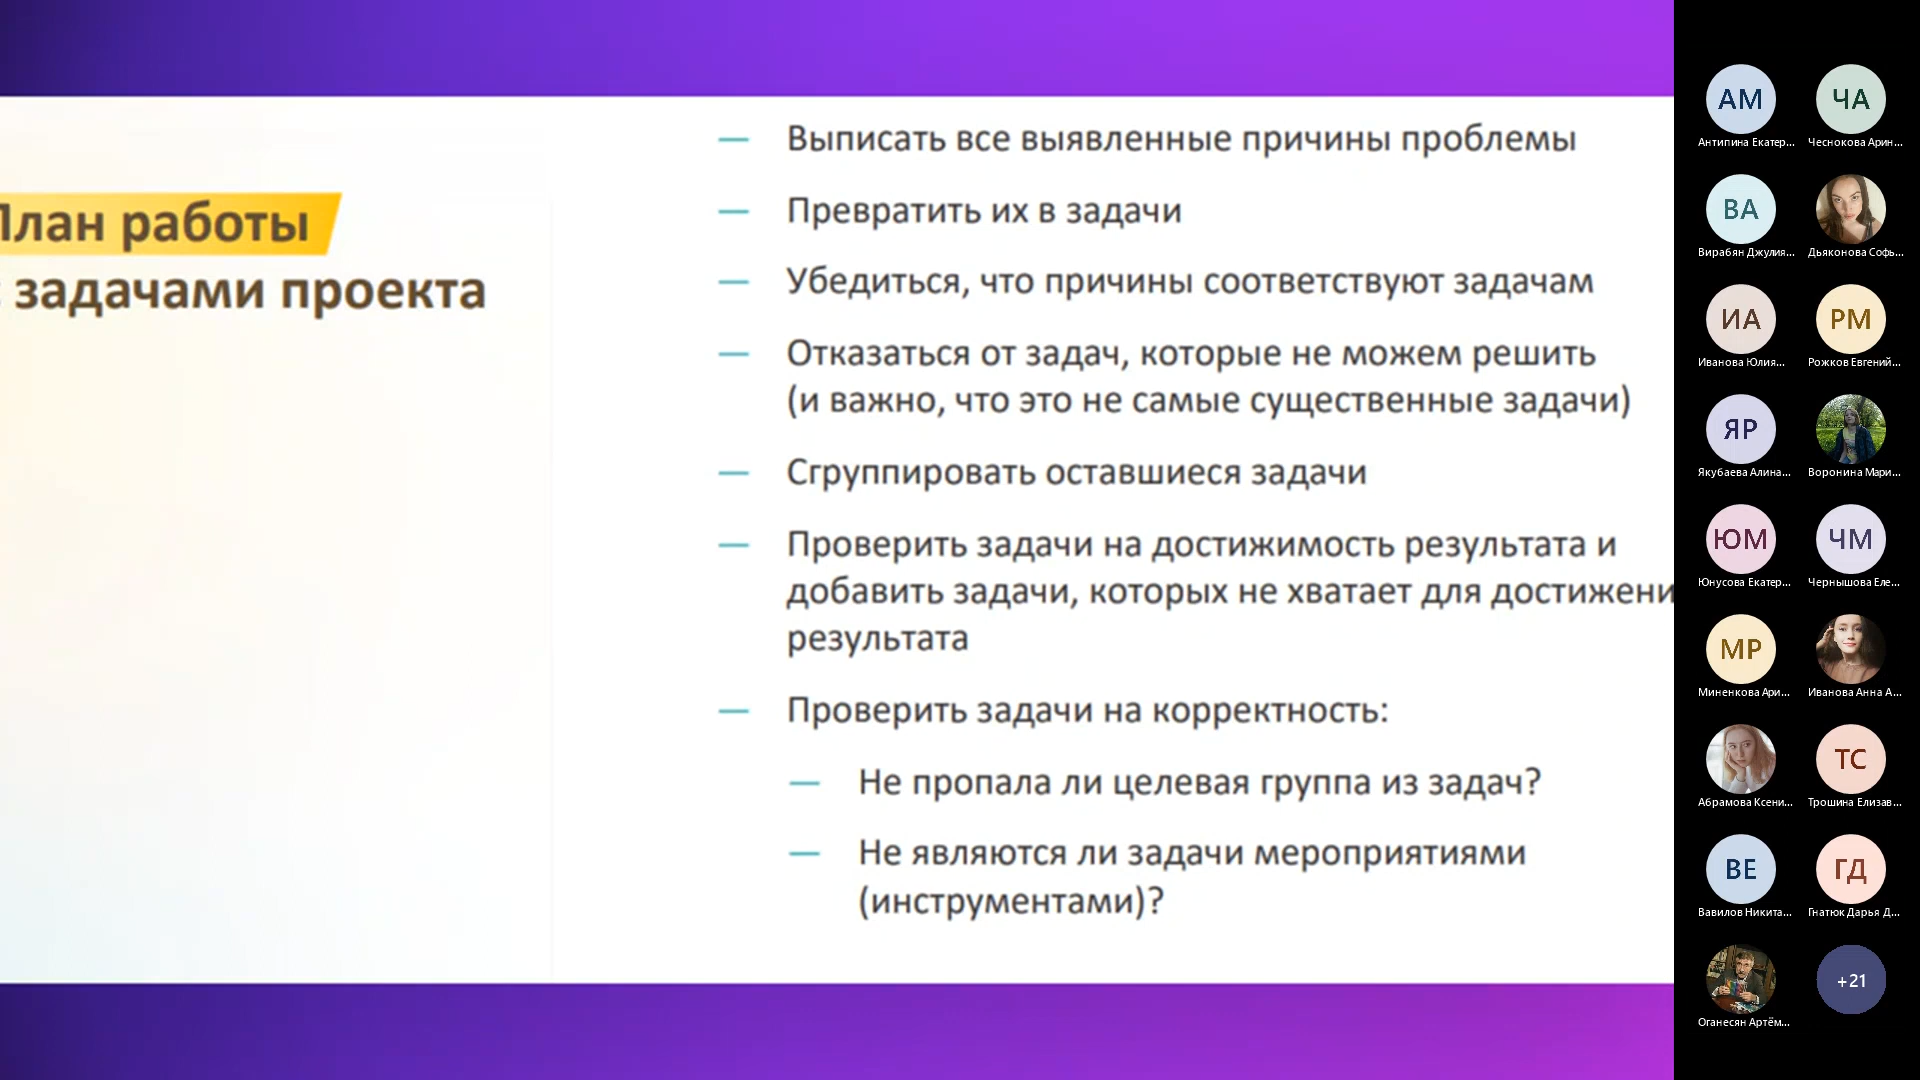 План работы
с задачами проекта
— Выписать все выявленные причины проблемы
— Превратить их в задачи
— Убедиться, что причины соответствуют задачам
— Отказаться от задач, которые не можем решить
(и важно, что это не самые существенные задачи)
— Сгруппировать оставшиеся задачи
— Проверить задачи на достижимость результата и
добавить задачи, которых не хватает для достижени
результата
— Проверить задачи на корректность:
— Не пропала ли целевая группа из задач?
— Не являются ли задачи мероприятиями
(инструментами)?
АМ ЧА
Антипина Екатер... Чеснокова Арин...
ВА
Вирабян Джулия... Дьяконова Софь...
ИА РМ
Иванова Юлия... Рожков Евгений...
ЯР
Якубаева Алина... Воронина Мари...
ЮМ ЧМ
Юнусова Екатер... Чернышова Еле...
МР
Миненкова Ари... Иванова Анна А...
ТС
Абрамова Ксени... Трошина Елизав...
ВЕ ГД
Вавилов Никита... Гнатюк Дарья Д...
+21
Оганесян Артём...